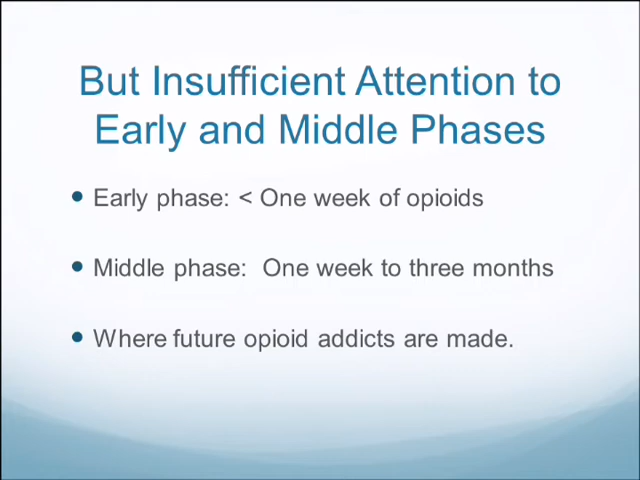 But Insufficient Attention to
Early and Middle Phases
• Early phase: < One week of opioids
• Middle phase:  One week to three months
• Where future opioid addicts are made.